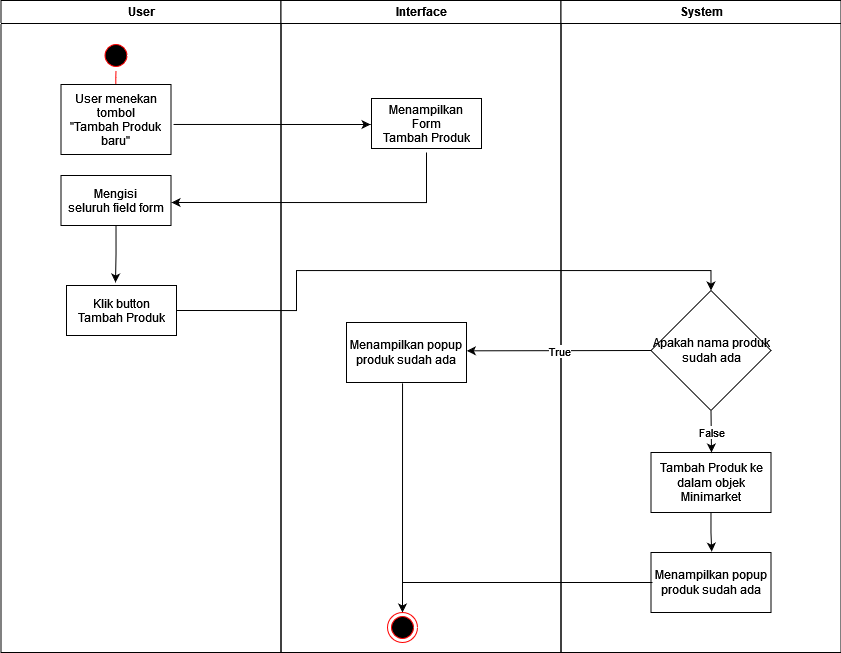 User
Interface
System
User menekan
tombol
"Tambah Produk
baru"
Menampilkan
Form
Tambah Produk
Mengisi
seluruh field form
Klik button
Tambah Produk
Apakah nama produk
sudah ada
True
Menampilkan popup
produk sudah ada
False
Tambah Produk ke
dalam objek
Minimarket
Menampilkan popup
produk sudah ada